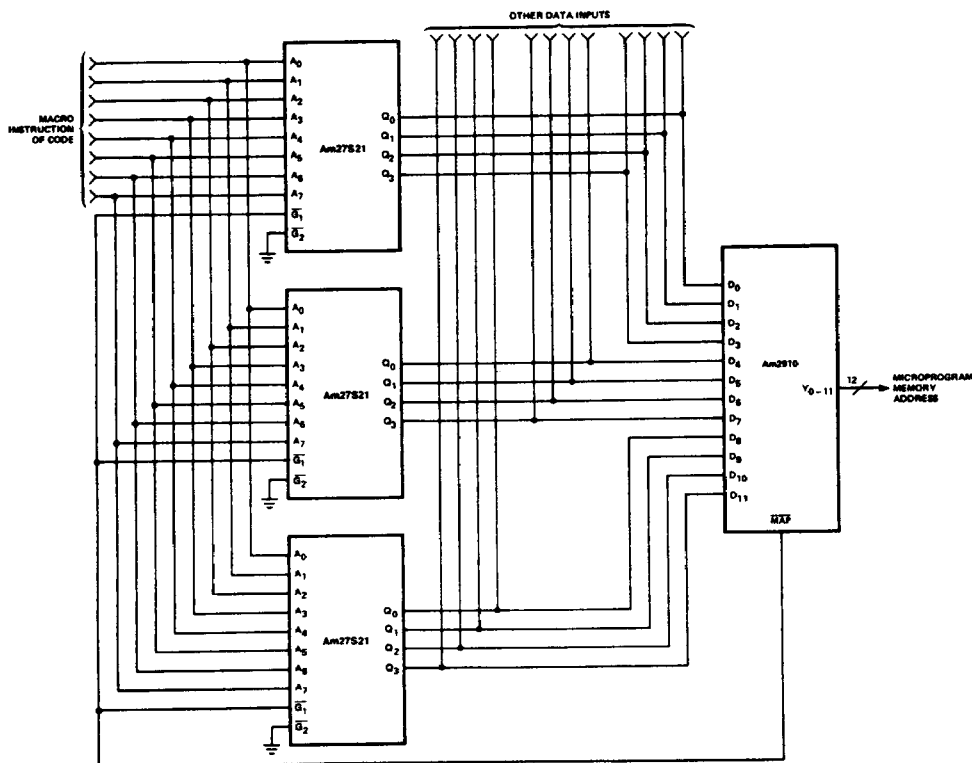 OTHER DATA INPUTS
MACRO
INSTRUCTION
OF CODE
A0
A1
A2
A3
A4
A5
A6
A7
G1
G2
Am27S21
Q0
Q1
Q2
Q3
A0
A1
A2
A3
A4
A5
A6
A7
G1
G2
Am27S21
Q0
Q1
Q2
Q3
A0
A1
A2
A3
A4
A5
A6
A7
G1
G2
Am27S21
Q0
Q1
Q2
Q3
D0
D1
D2
D3
D4
D5
D6
D7
D8
D9
D10
D11
Am2910
Y0-11
MAP
12
MICROPROGRAM
MEMORY
ADDRESS